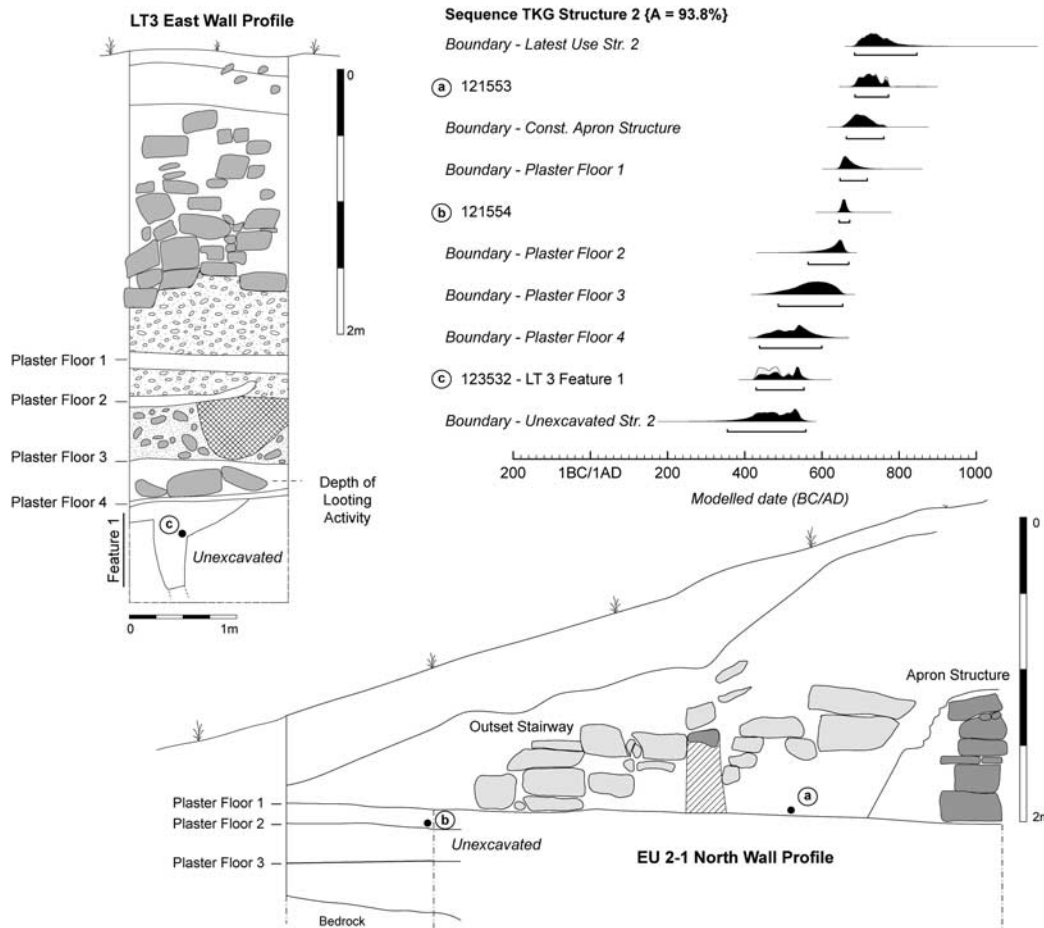 LT3 East Wall Profile
0
2m
Plaster Floor 1
Plaster Floor 2
Plaster Floor 3
Plaster Floor 4
Depth of
Looting
Activity
Feature 1
c
Unexcavated
0 1m
Sequence TKG Structure 2 {A = 93.8%}
Boundary - Latest Use Str. 2
a 121553
Boundary - Const. Apron Structure
Boundary - Plaster Floor 1
b 121554
Boundary - Plaster Floor 2
Boundary - Plaster Floor 3
Boundary - Plaster Floor 4
c 123532 - LT 3 Feature 1
Boundary - Unexcavated Str. 2
200 1BC/1AD 200 400 600 800 1000
Modelled date (BC/AD)
0
2m
Apron Structure
Outset Stairway
a
Plaster Floor 1
Plaster Floor 2
b
Unexcavated
Plaster Floor 3
EU 2-1 North Wall Profile
Bedrock